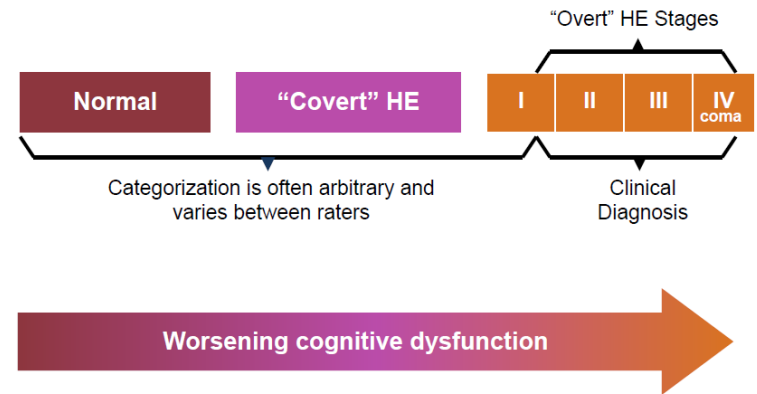 “Overt” HE Stages
Normal
“Covert” HE
I
II
III
IV
coma
Categorization is often arbitrary and
varies between raters
Clinical
Diagnosis
Worsening cognitive dysfunction